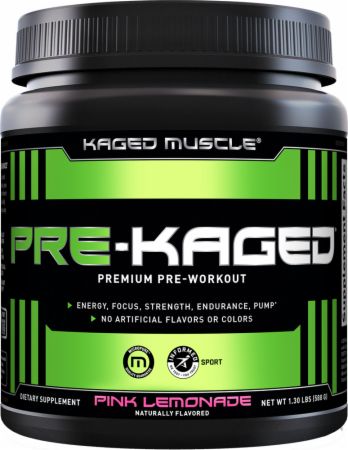 KAGED MUSCLE®
PRE-KAGED®
PREMIUM PRE-WORKOUT
▸ ENERGY, FOCUS, STRENGTH, ENDURANCE, PUMP*
▸ NO ARTIFICIAL FLAVORS OR COLORS
INFORMED
SPORT
PINK LEMONADE
NATURALLY FLAVORED
DIETARY SUPPLEMENT
NET WT 1.30 LBS (588 G)